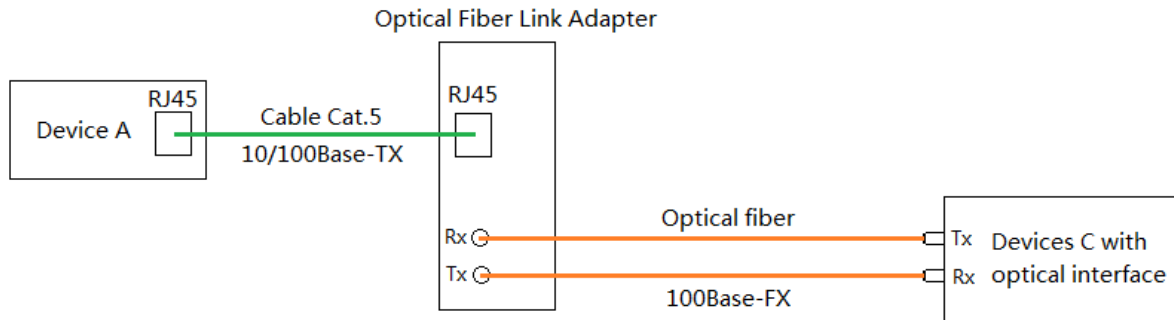 Optical Fiber Link Adapter
RJ45
RJ45
Device A
Cable Cat.5
10/100Base-TX
Rx
Optical fiber
Tx
Devices C with
Tx
Rx
optical interface
100Base-FX